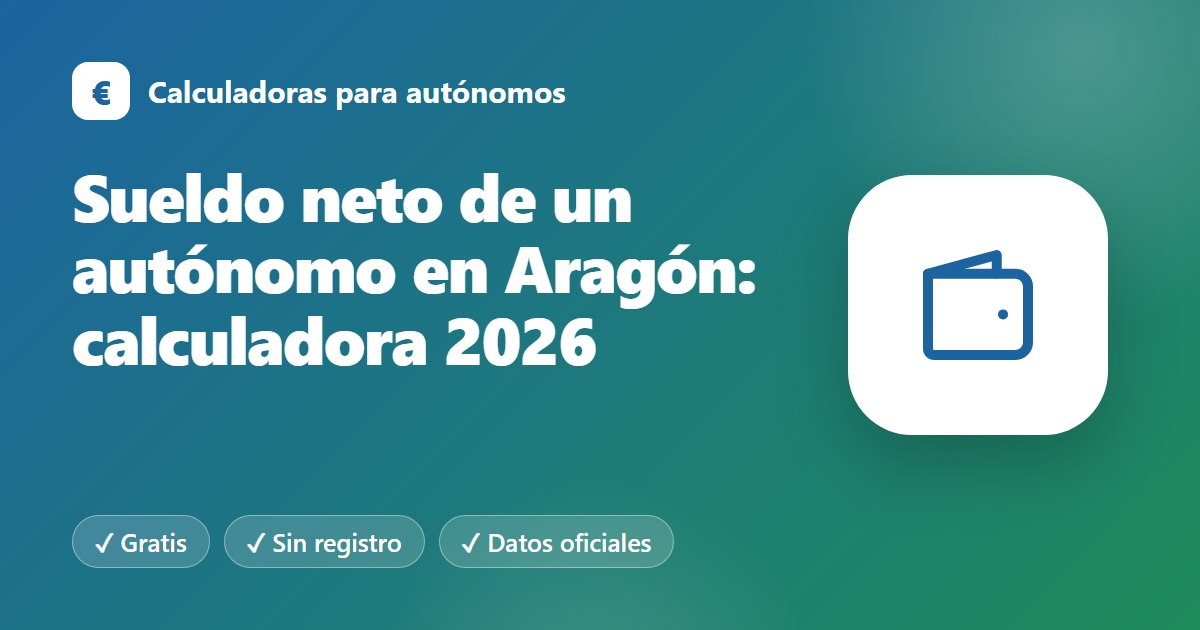 €
Calculadoras para autónomos
Sueldo neto de un
autónomo en Aragón:
calculadora 2026
✓ Gratis
✓ Sin registro
✓ Datos oficiales